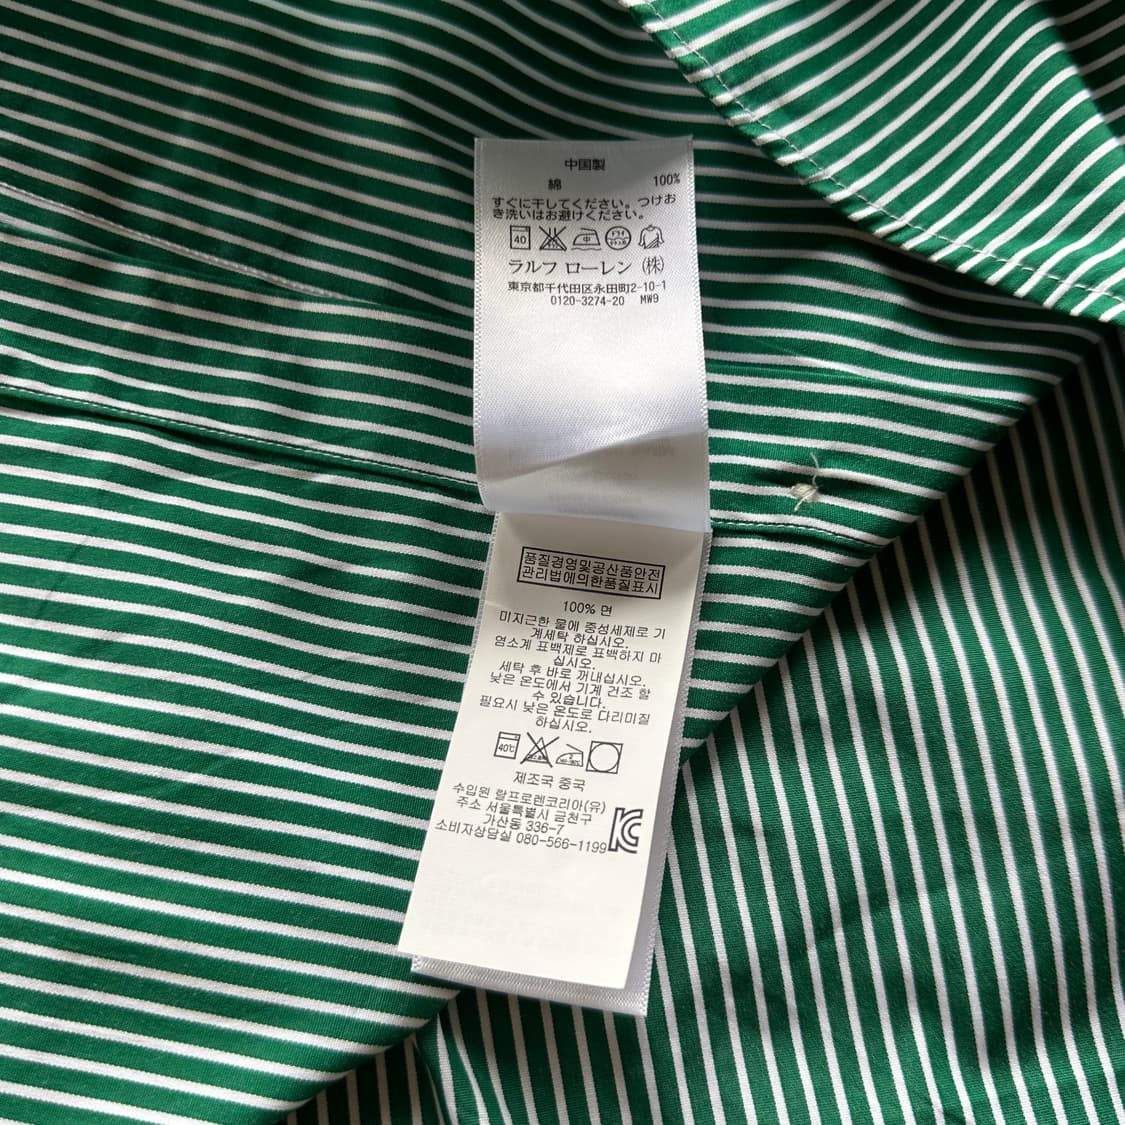 中国製
綿 100%
すぐに干してください。つけお
き洗いはお避けください。
40 中 ドライ
ラルフ ローレン (株)
東京都千代田区永田町2-10-1
0120-3274-20 MW9
품질경영및공산품안전
관리법에의한품질표시
100% 면
미지근한 물에 중성세제로 기
계세탁 하십시오.
염소계 표백제로 표백하지 마
십시오.
세탁 후 바로 꺼내십시오.
낮은 온도에서 기계 건조 할
수 있습니다.
필요시 낮은 온도로 다리미질
하십시오.
40℃
제조국 중국
수입원 랄프로렌코리아(유)
주소 서울특별시 금천구
가산동 336-7
소비자상담실 080-566-1199